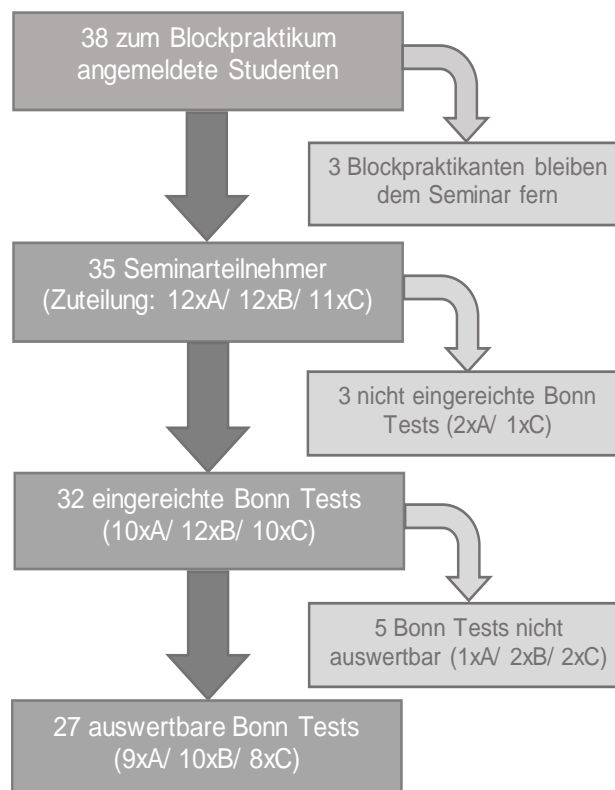 38 zum Blockpraktikum
angemeldete Studenten
3 Blockpraktikanten bleiben
dem Seminar fern
35 Seminarteilnehmer
(Zuteilung: 12xA/ 12xB/ 11xC)
3 nicht eingereichte Bonn
Tests (2xA/ 1xC)
32 eingereichte Bonn Tests
(10xA/ 12xB/ 10xC)
5 Bonn Tests nicht
auswertbar (1xA/ 2xB/ 2xC)
27 auswertbare Bonn Tests
(9xA/ 10xB/ 8xC)